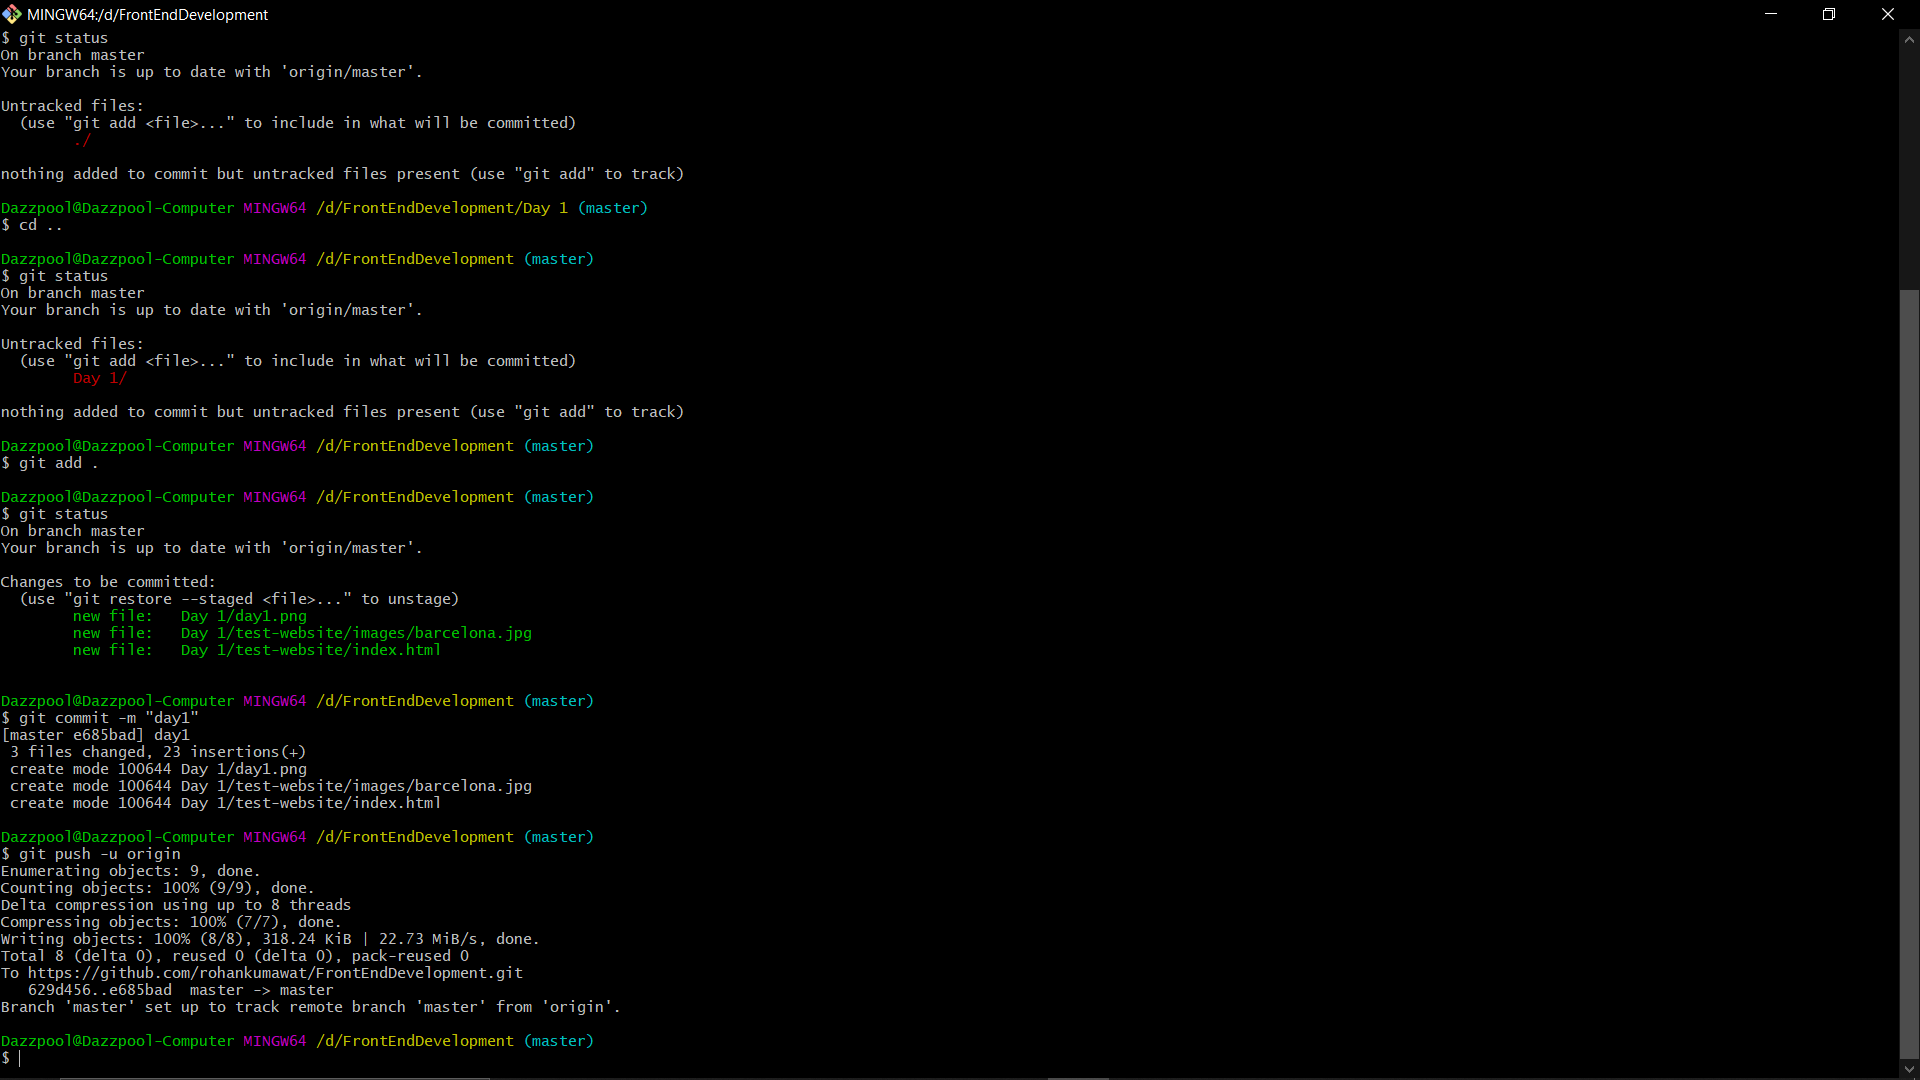 MINGW64:/d/FrontEndDevelopment
$ git status
On branch master
Your branch is up to date with 'origin/master'.
Untracked files:
  (use "git add <file>..." to include in what will be committed)
        ./
nothing added to commit but untracked files present (use "git add" to track)
Dazzpool@Dazzpool-Computer MINGW64 /d/FrontEndDevelopment/Day 1 (master)
$ cd ..
Dazzpool@Dazzpool-Computer MINGW64 /d/FrontEndDevelopment (master)
$ git status
On branch master
Your branch is up to date with 'origin/master'.
Untracked files:
  (use "git add <file>..." to include in what will be committed)
        Day 1/
nothing added to commit but untracked files present (use "git add" to track)
Dazzpool@Dazzpool-Computer MINGW64 /d/FrontEndDevelopment (master)
$ git add .
Dazzpool@Dazzpool-Computer MINGW64 /d/FrontEndDevelopment (master)
$ git status
On branch master
Your branch is up to date with 'origin/master'.
Changes to be committed:
  (use "git restore --staged <file>..." to unstage)
        new file:   Day 1/day1.png
        new file:   Day 1/test-website/images/barcelona.jpg
        new file:   Day 1/test-website/index.html
Dazzpool@Dazzpool-Computer MINGW64 /d/FrontEndDevelopment (master)
$ git commit -m "day1"
[master e685bad] day1
 3 files changed, 23 insertions(+)
 create mode 100644 Day 1/day1.png
 create mode 100644 Day 1/test-website/images/barcelona.jpg
 create mode 100644 Day 1/test-website/index.html
Dazzpool@Dazzpool-Computer MINGW64 /d/FrontEndDevelopment (master)
$ git push -u origin
Enumerating objects: 9, done.
Counting objects: 100% (9/9), done.
Delta compression using up to 8 threads
Compressing objects: 100% (7/7), done.
Writing objects: 100% (8/8), 318.24 KiB | 22.73 MiB/s, done.
Total 8 (delta 0), reused 0 (delta 0), pack-reused 0
To https://github.com/rohankumawat/FrontEndDevelopment.git
   629d456..e685bad  master -> master
Branch 'master' set up to track remote branch 'master' from 'origin'.
Dazzpool@Dazzpool-Computer MINGW64 /d/FrontEndDevelopment (master)
$